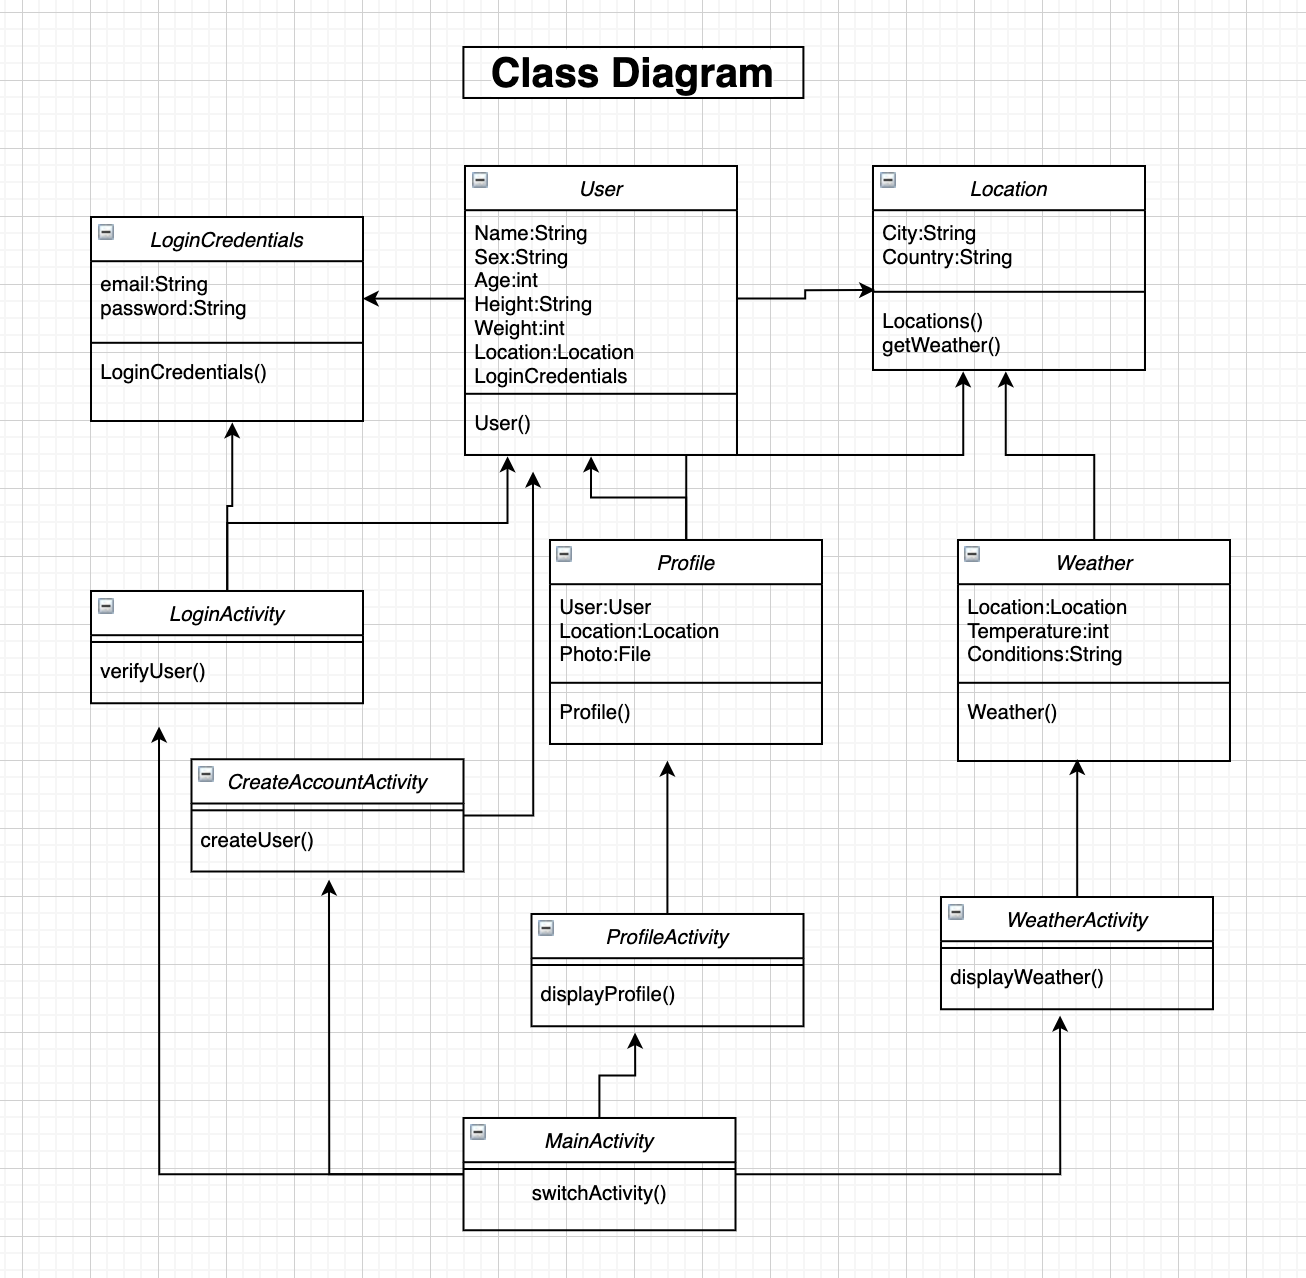 Class Diagram
User
Name:String
Sex:String
Age:int
Height:String
Weight:int
Location:Location
LoginCredentials
User()
Location
City:String
Country:String
Locations()
getWeather()
LoginCredentials
email:String
password:String
LoginCredentials()
Profile
User:User
Location:Location
Photo:File
Profile()
Weather
Location:Location
Temperature:int
Conditions:String
Weather()
LoginActivity
verifyUser()
CreateAccountActivity
createUser()
ProfileActivity
displayProfile()
WeatherActivity
displayWeather()
MainActivity
switchActivity()